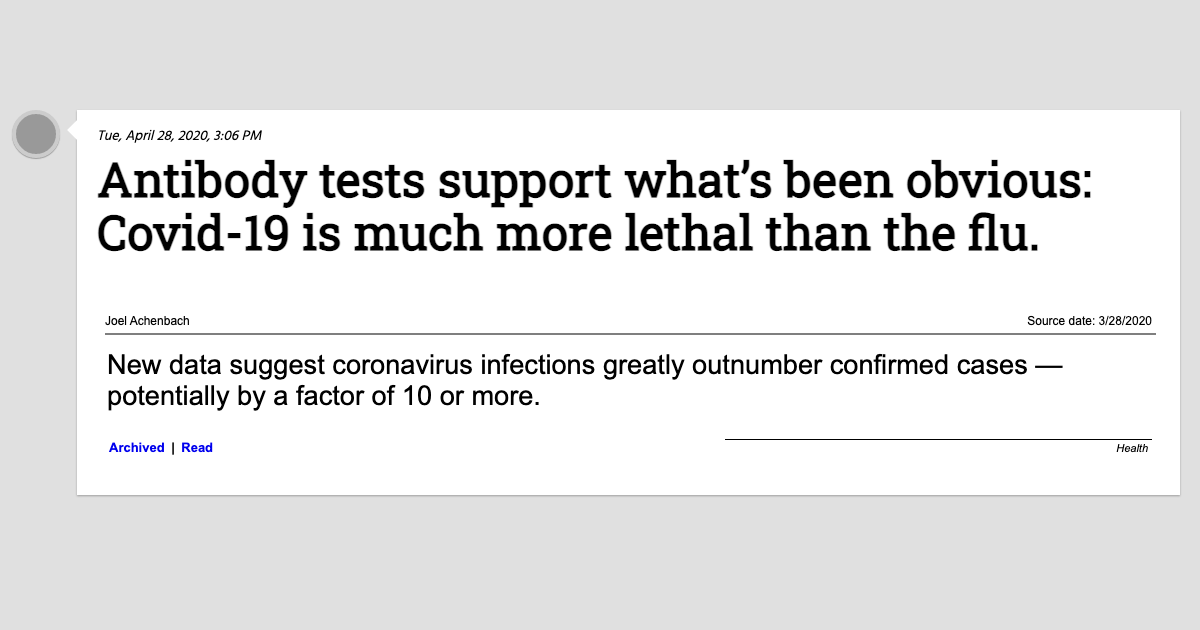 Tue, April 28, 2020, 3:06 PM
Antibody tests support what’s been obvious:
Covid-19 is much more lethal than the flu.
Joel Achenbach
Source date: 3/28/2020
New data suggest coronavirus infections greatly outnumber confirmed cases —
potentially by a factor of 10 or more.
Archived | Read
Health